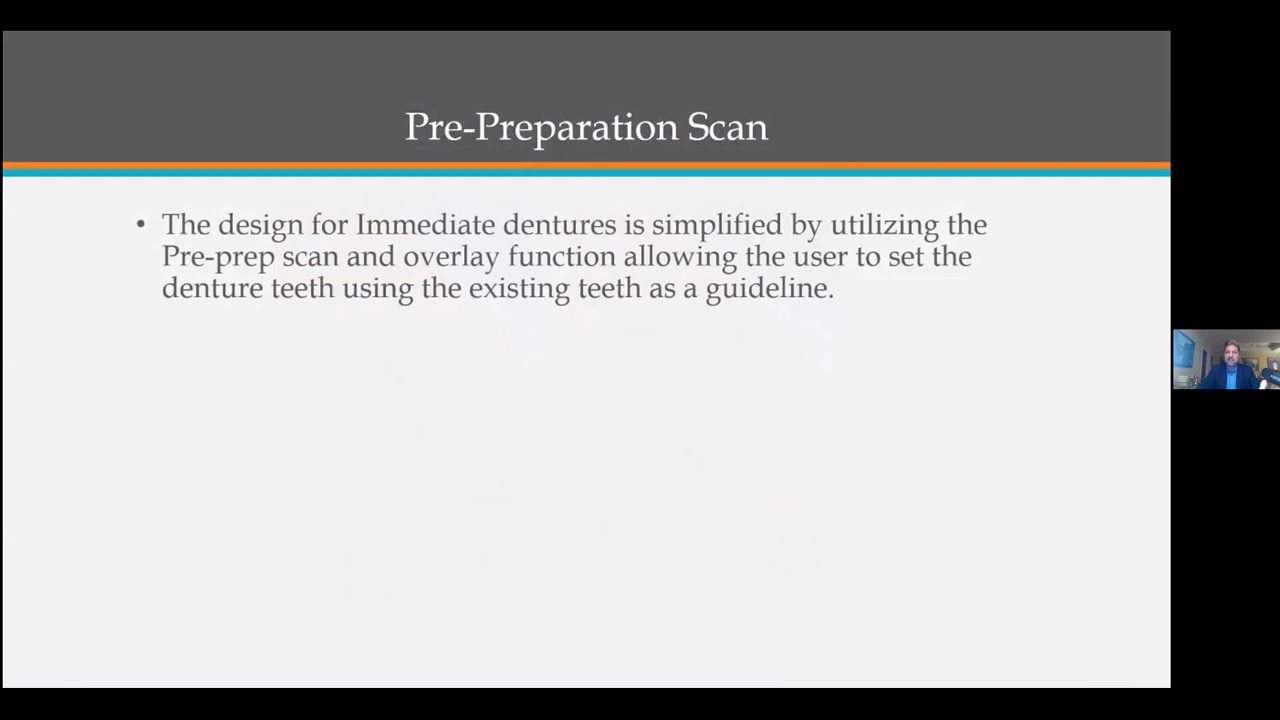 Pre-Preparation Scan
• The design for Immediate dentures is simplified by utilizing the
Pre-prep scan and overlay function allowing the user to set the
denture teeth using the existing teeth as a guideline.